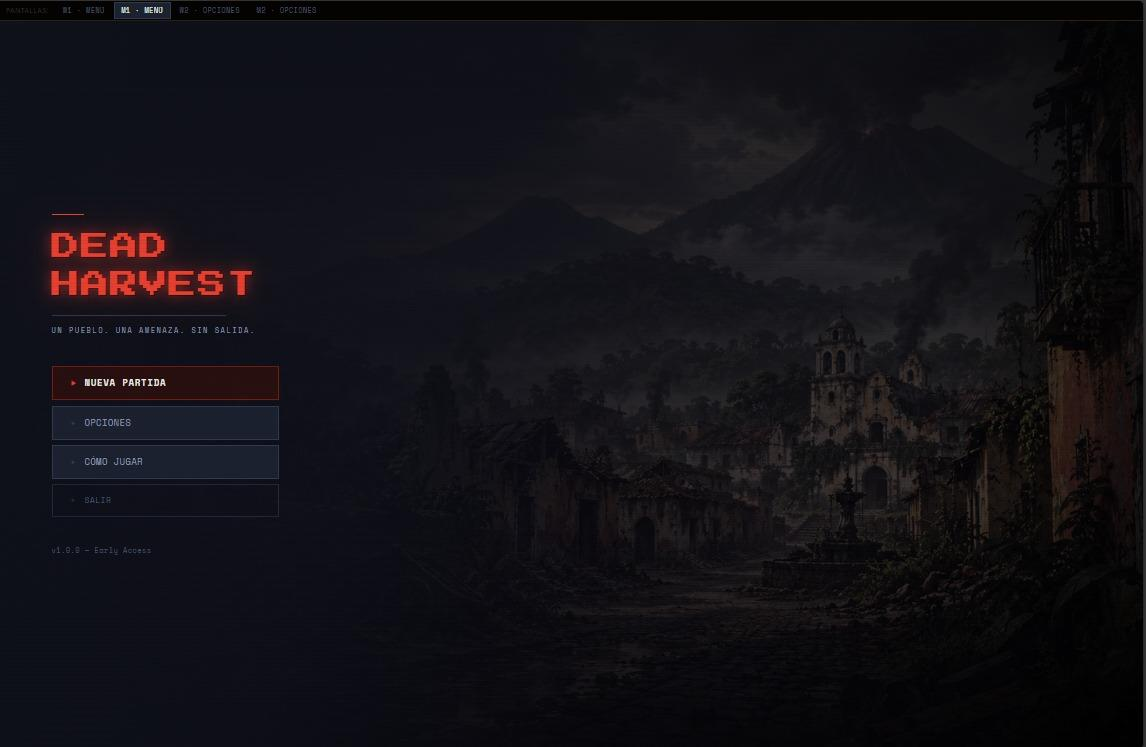 PANTALLAS: M1 · MENU M1 · MENU M2 · OPCIONES M2 · OPCIONES
DEAD
HARVEST
UN PUEBLO. UNA AMENAZA. SIN SALIDA.
NUEVA PARTIDA
OPCIONES
CÓMO JUGAR
SALIR
v1.0.0 — Early Access